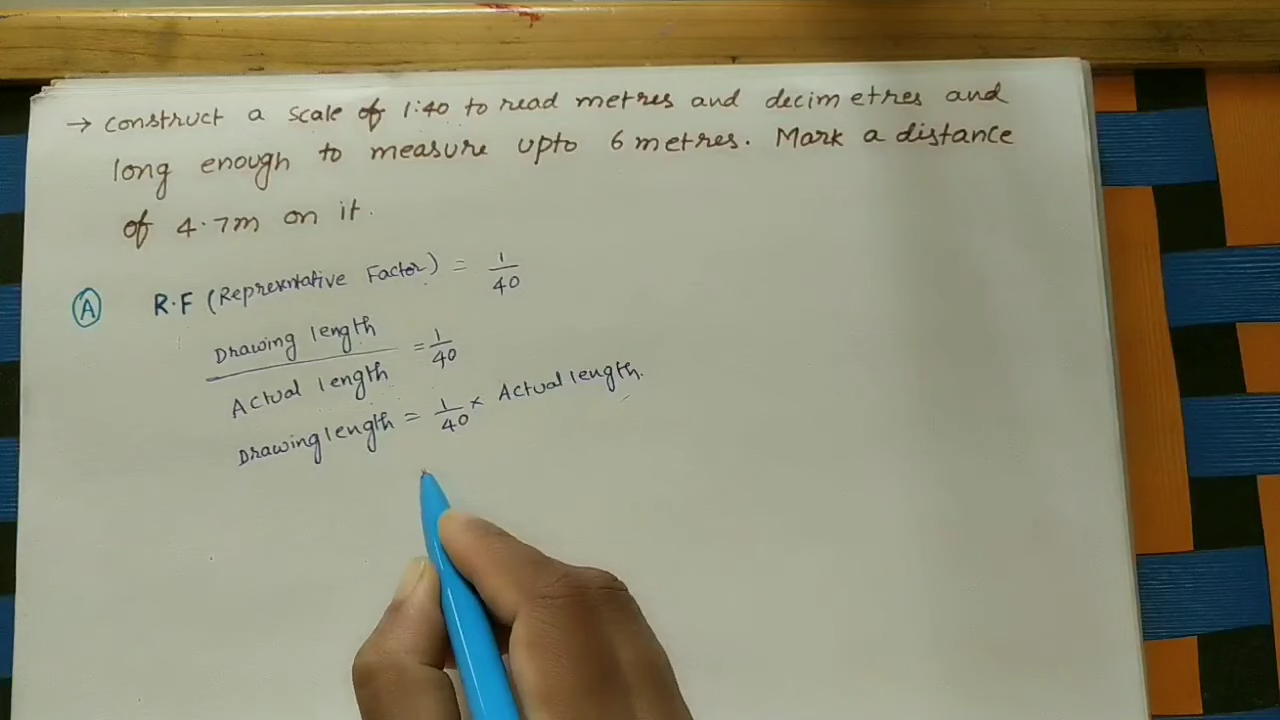 → construct a scale of 1:40 to read metres and decimetres and
long enough to measure upto 6 metres. Mark a distance
of 4.7m on it.
A R.F (Representative Factor) = 1/40
Drawing length / Actual length = 1/40
Drawing length = 1/40 × Actual length.